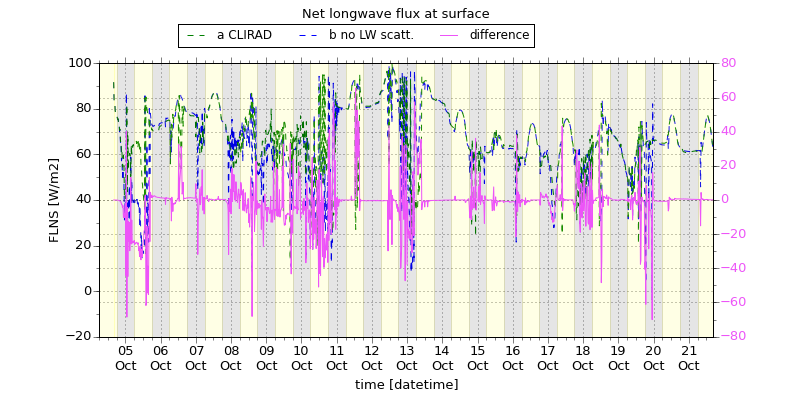 Net longwave flux at surface
a CLIRAD b no LW scatt. difference
100 80
80 60
60 40
40 20
20 0
0 −20
−20 −40
−60
−80
FLNS [W/m2]
05 06 07 08 09 10 11 12 13 14 15 16 17 18 19 20 21
Oct Oct Oct Oct Oct Oct Oct Oct Oct Oct Oct Oct Oct Oct Oct Oct Oct
time [datetime]